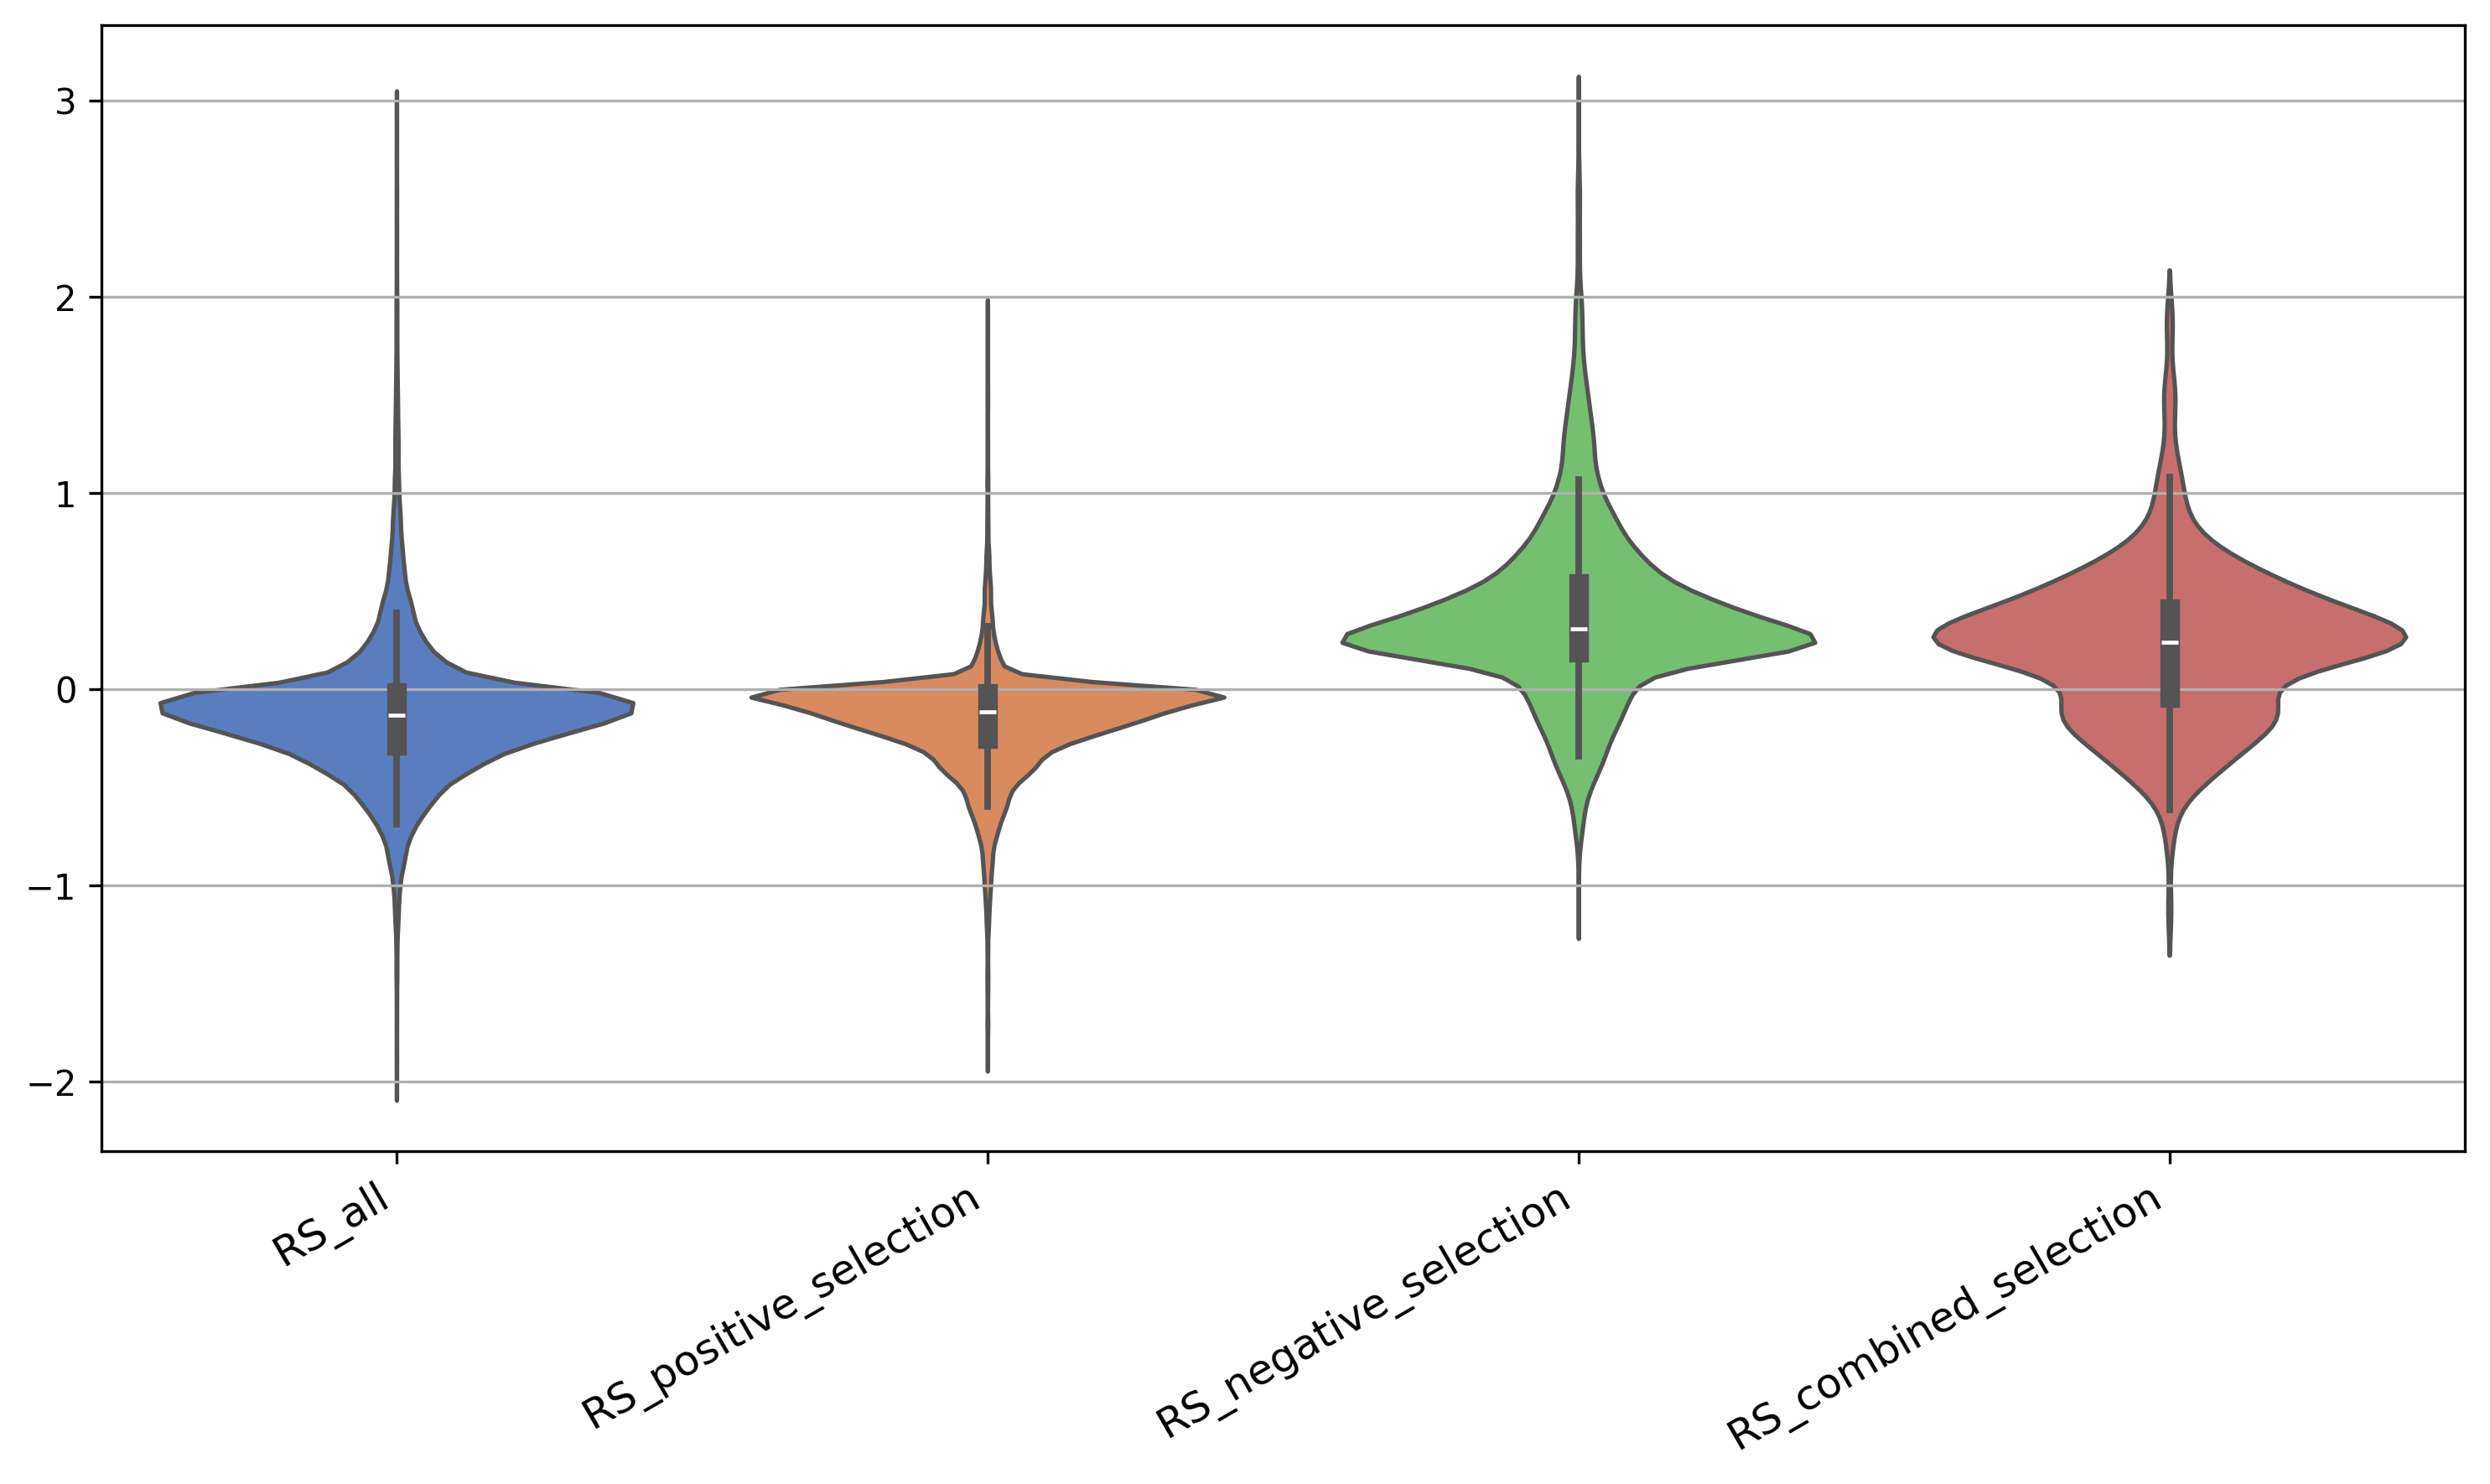 3
2
1
0
−1
−2
RS_all
RS_positive_selection
RS_negative_selection
RS_combined_selection